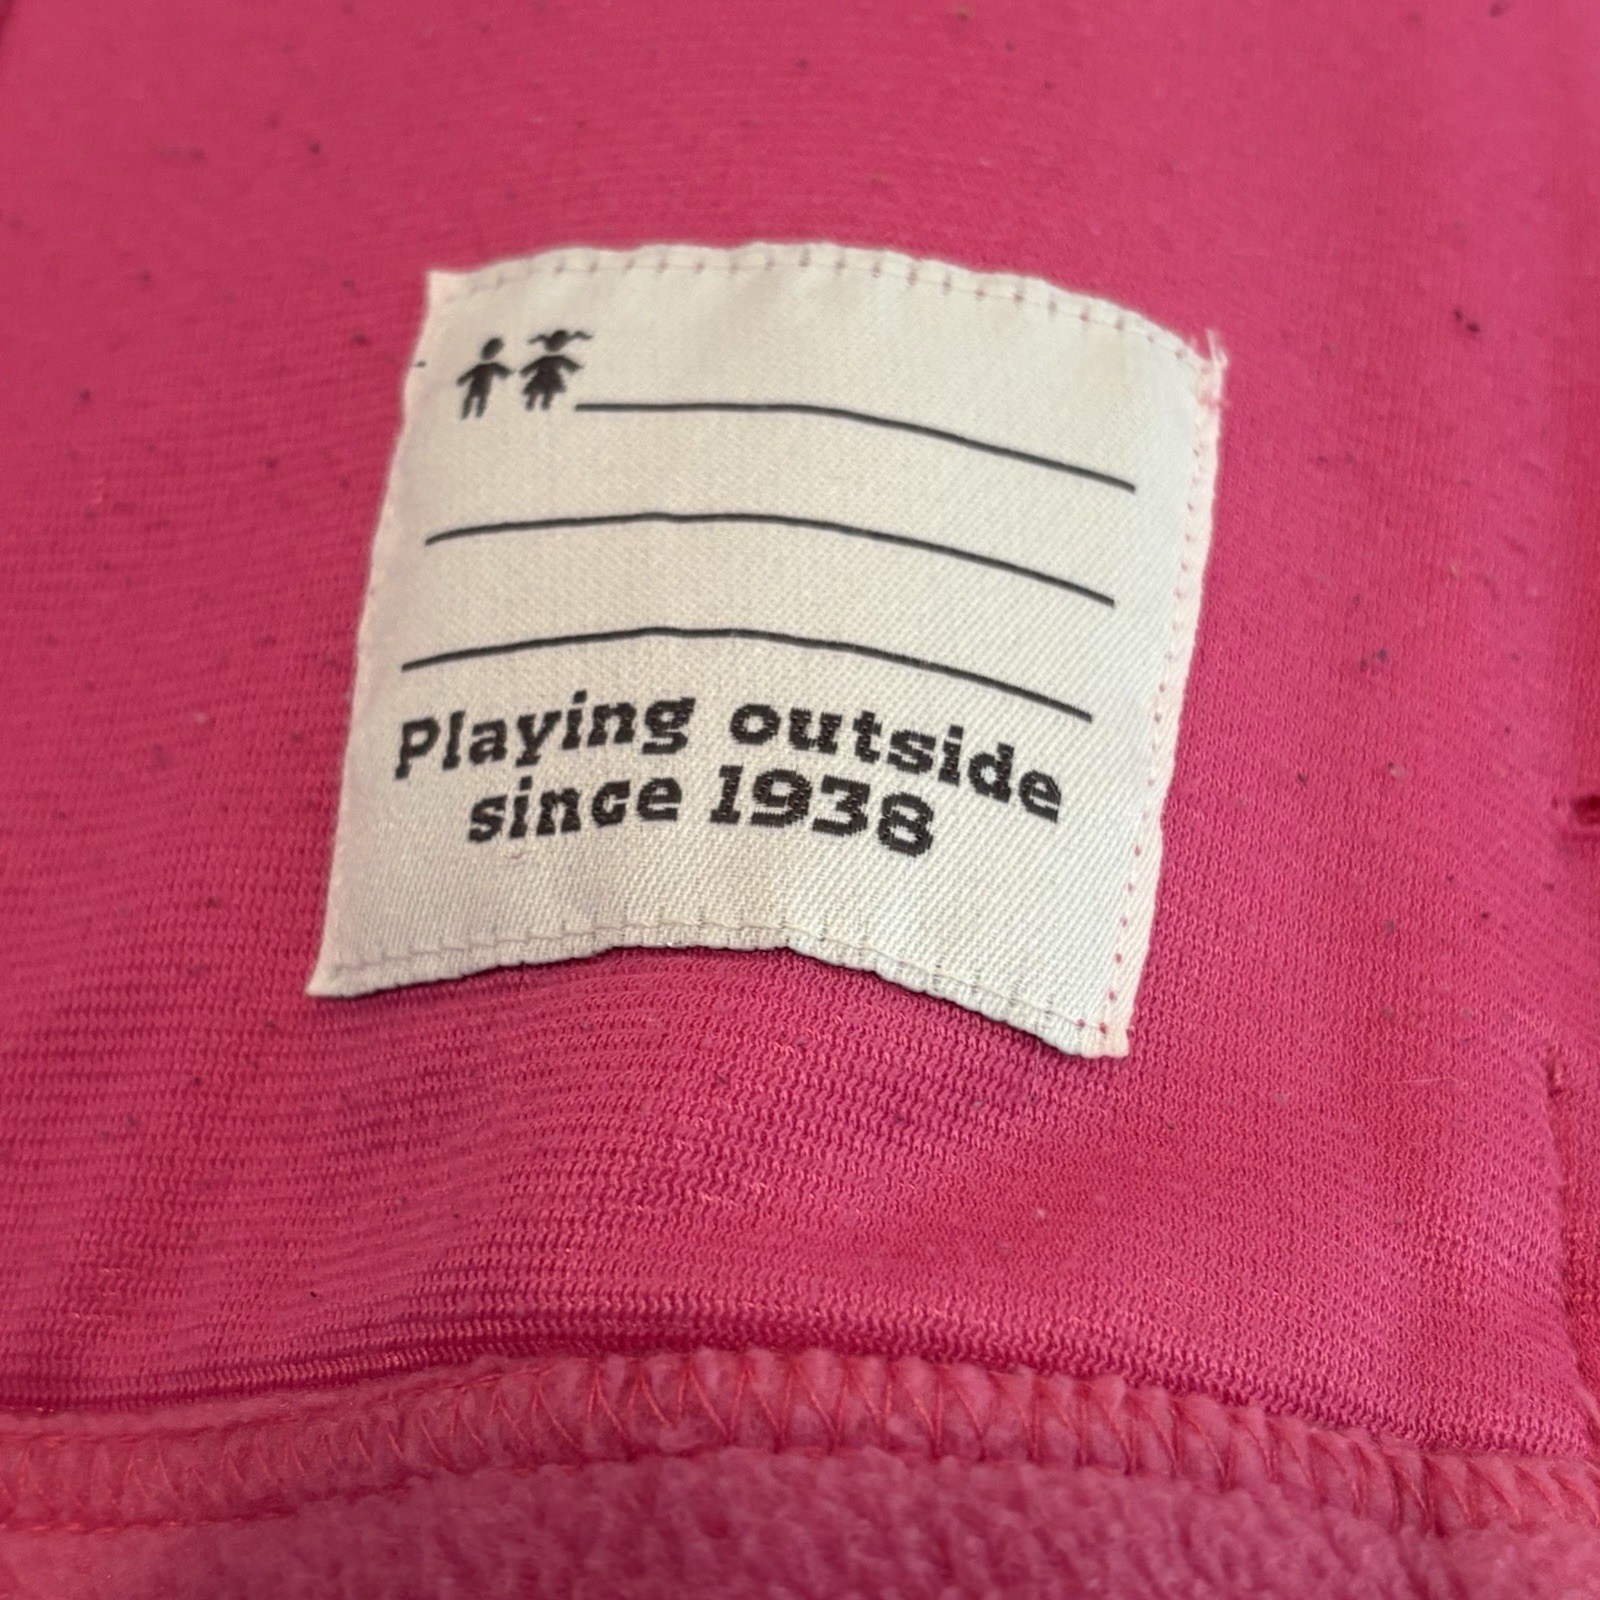 Playing outside
since 1938